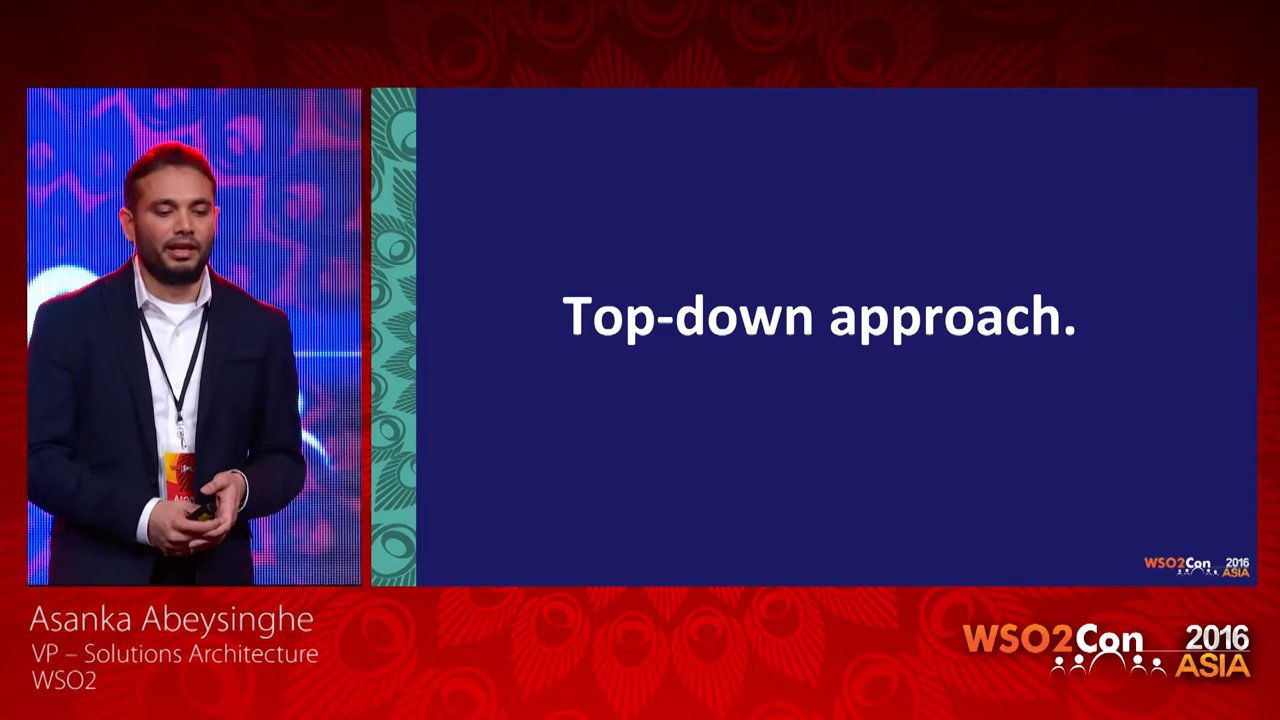 Top-down approach.
WSO2Con 2016
ASIA
Asanka Abeysinghe
VP – Solutions Architecture
WSO2
WSO2Con 2016
ASIA